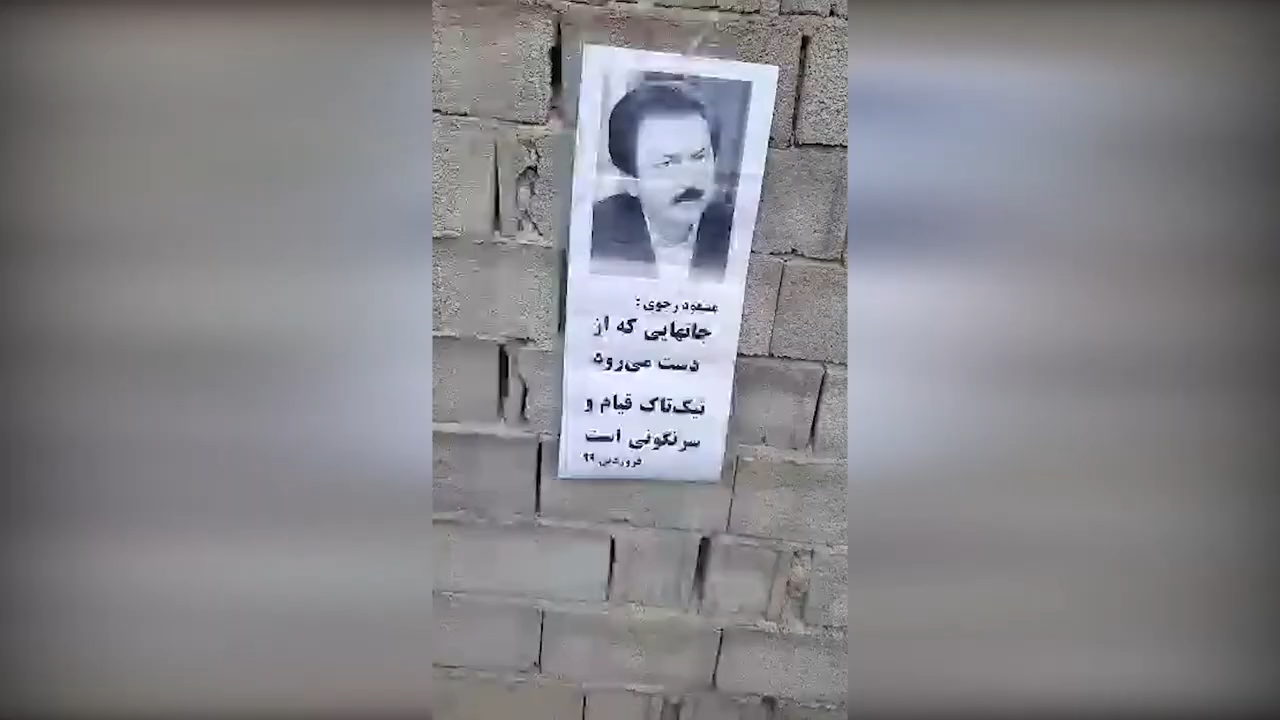 مسعود رجوی :
جانهایی که از
دست می‌رود
تیک‌تاک قیام و
سرنگونی است
فروردین ۹۹